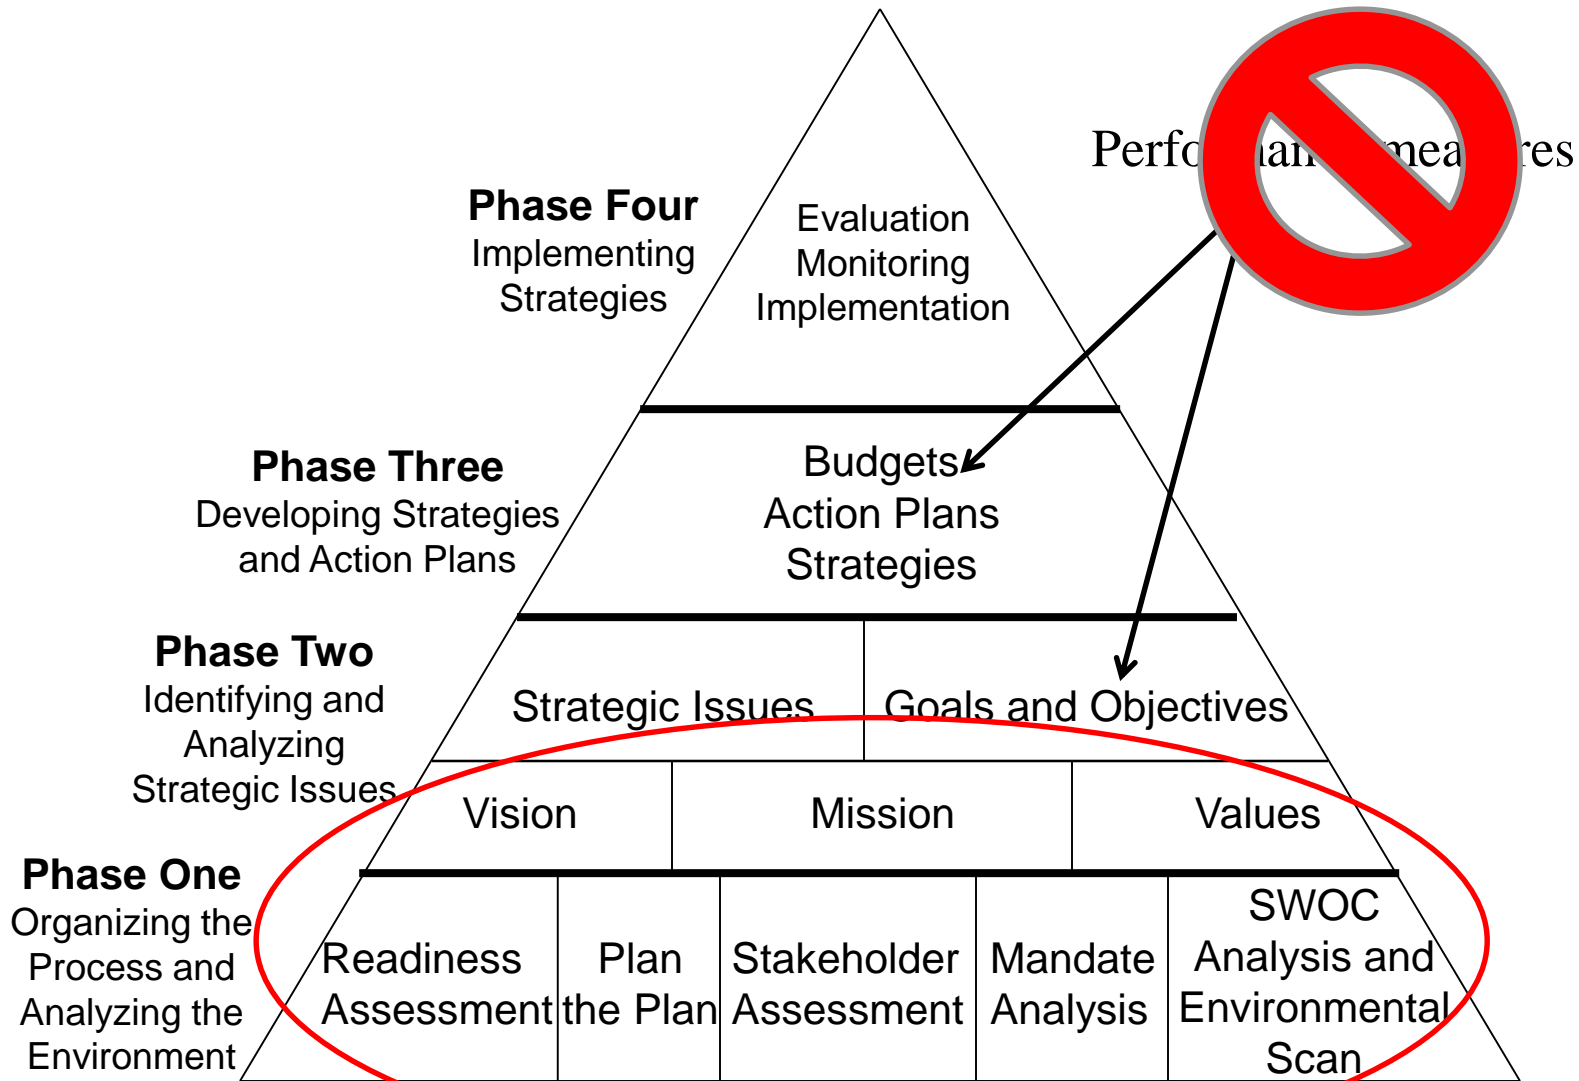 Performance measures
Phase Four
Implementing
Strategies
Evaluation
Monitoring
Implementation
Phase Three
Developing Strategies
and Action Plans
Budgets
Action Plans
Strategies
Phase Two
Identifying and
Analyzing
Strategic Issues
Strategic Issues
Goals and Objectives
Vision
Mission
Values
Phase One
Organizing the
Process and
Analyzing the
Environment
Readiness
Assessment
Plan
the Plan
Stakeholder
Assessment
Mandate
Analysis
SWOC
Analysis and
Environmental
Scan